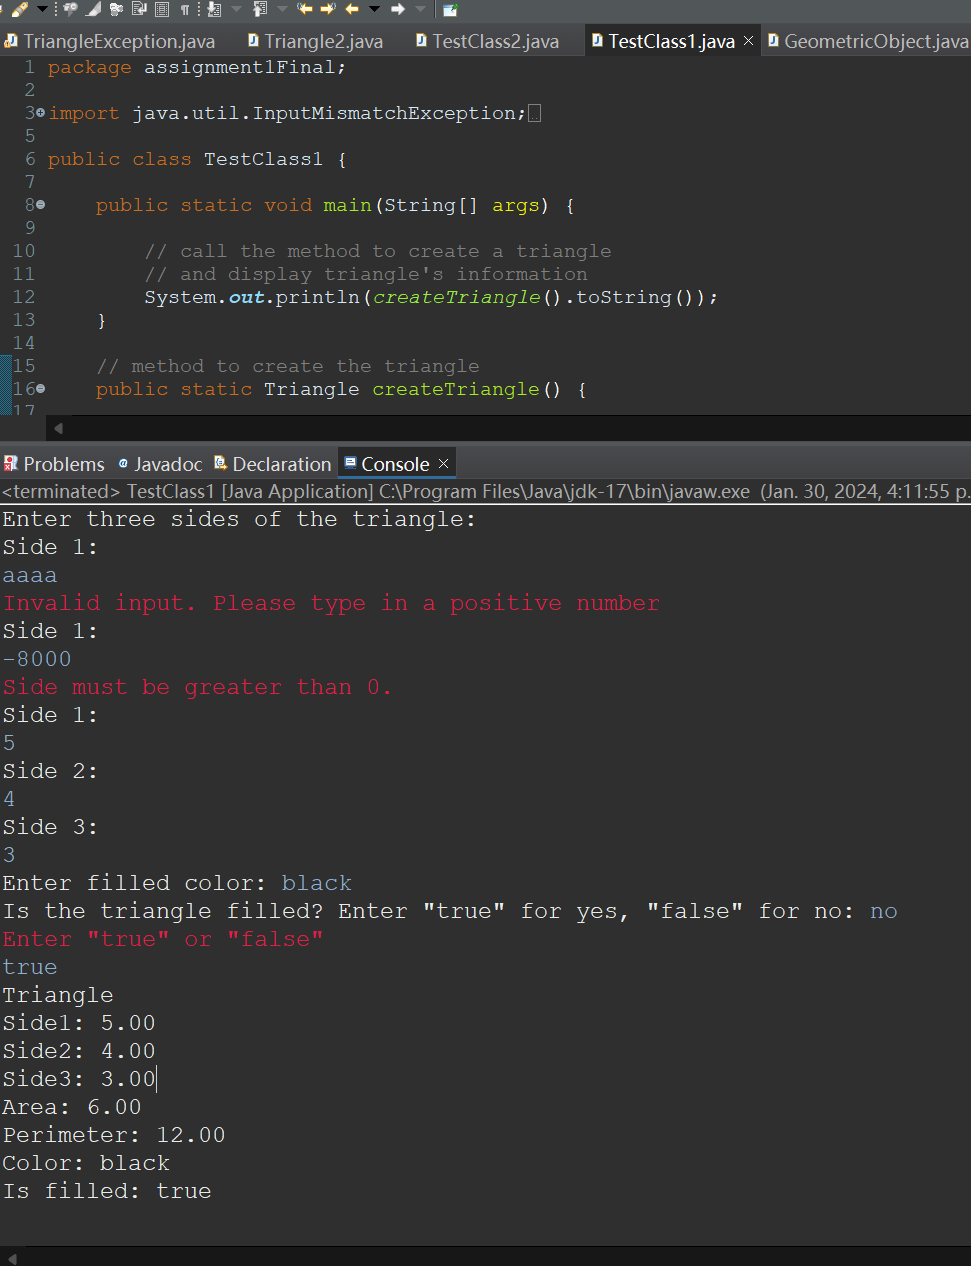 TriangleException.java Triangle2.java TestClass2.java TestClass1.java GeometricObject.java
1 package assignment1Final;
2
3 import java.util.InputMismatchException;
5
6 public class TestClass1 {
7
8 public static void main(String[] args) {
9
10 // call the method to create a triangle
11 // and display triangle's information
12 System.out.println(createTriangle().toString());
13 }
14
15 // method to create the triangle
16 public static Triangle createTriangle() {
17
Problems Javadoc Declaration Console
<terminated> TestClass1 [Java Application] C:\Program Files\Java\jdk-17\bin\javaw.exe (Jan. 30, 2024, 4:11:55 p.
Enter three sides of the triangle:
Side 1:
aaaa
Invalid input. Please type in a positive number
Side 1:
-8000
Side must be greater than 0.
Side 1:
5
Side 2:
4
Side 3:
3
Enter filled color: black
Is the triangle filled? Enter "true" for yes, "false" for no: no
Enter "true" or "false"
true
Triangle
Side1: 5.00
Side2: 4.00
Side3: 3.00
Area: 6.00
Perimeter: 12.00
Color: black
Is filled: true